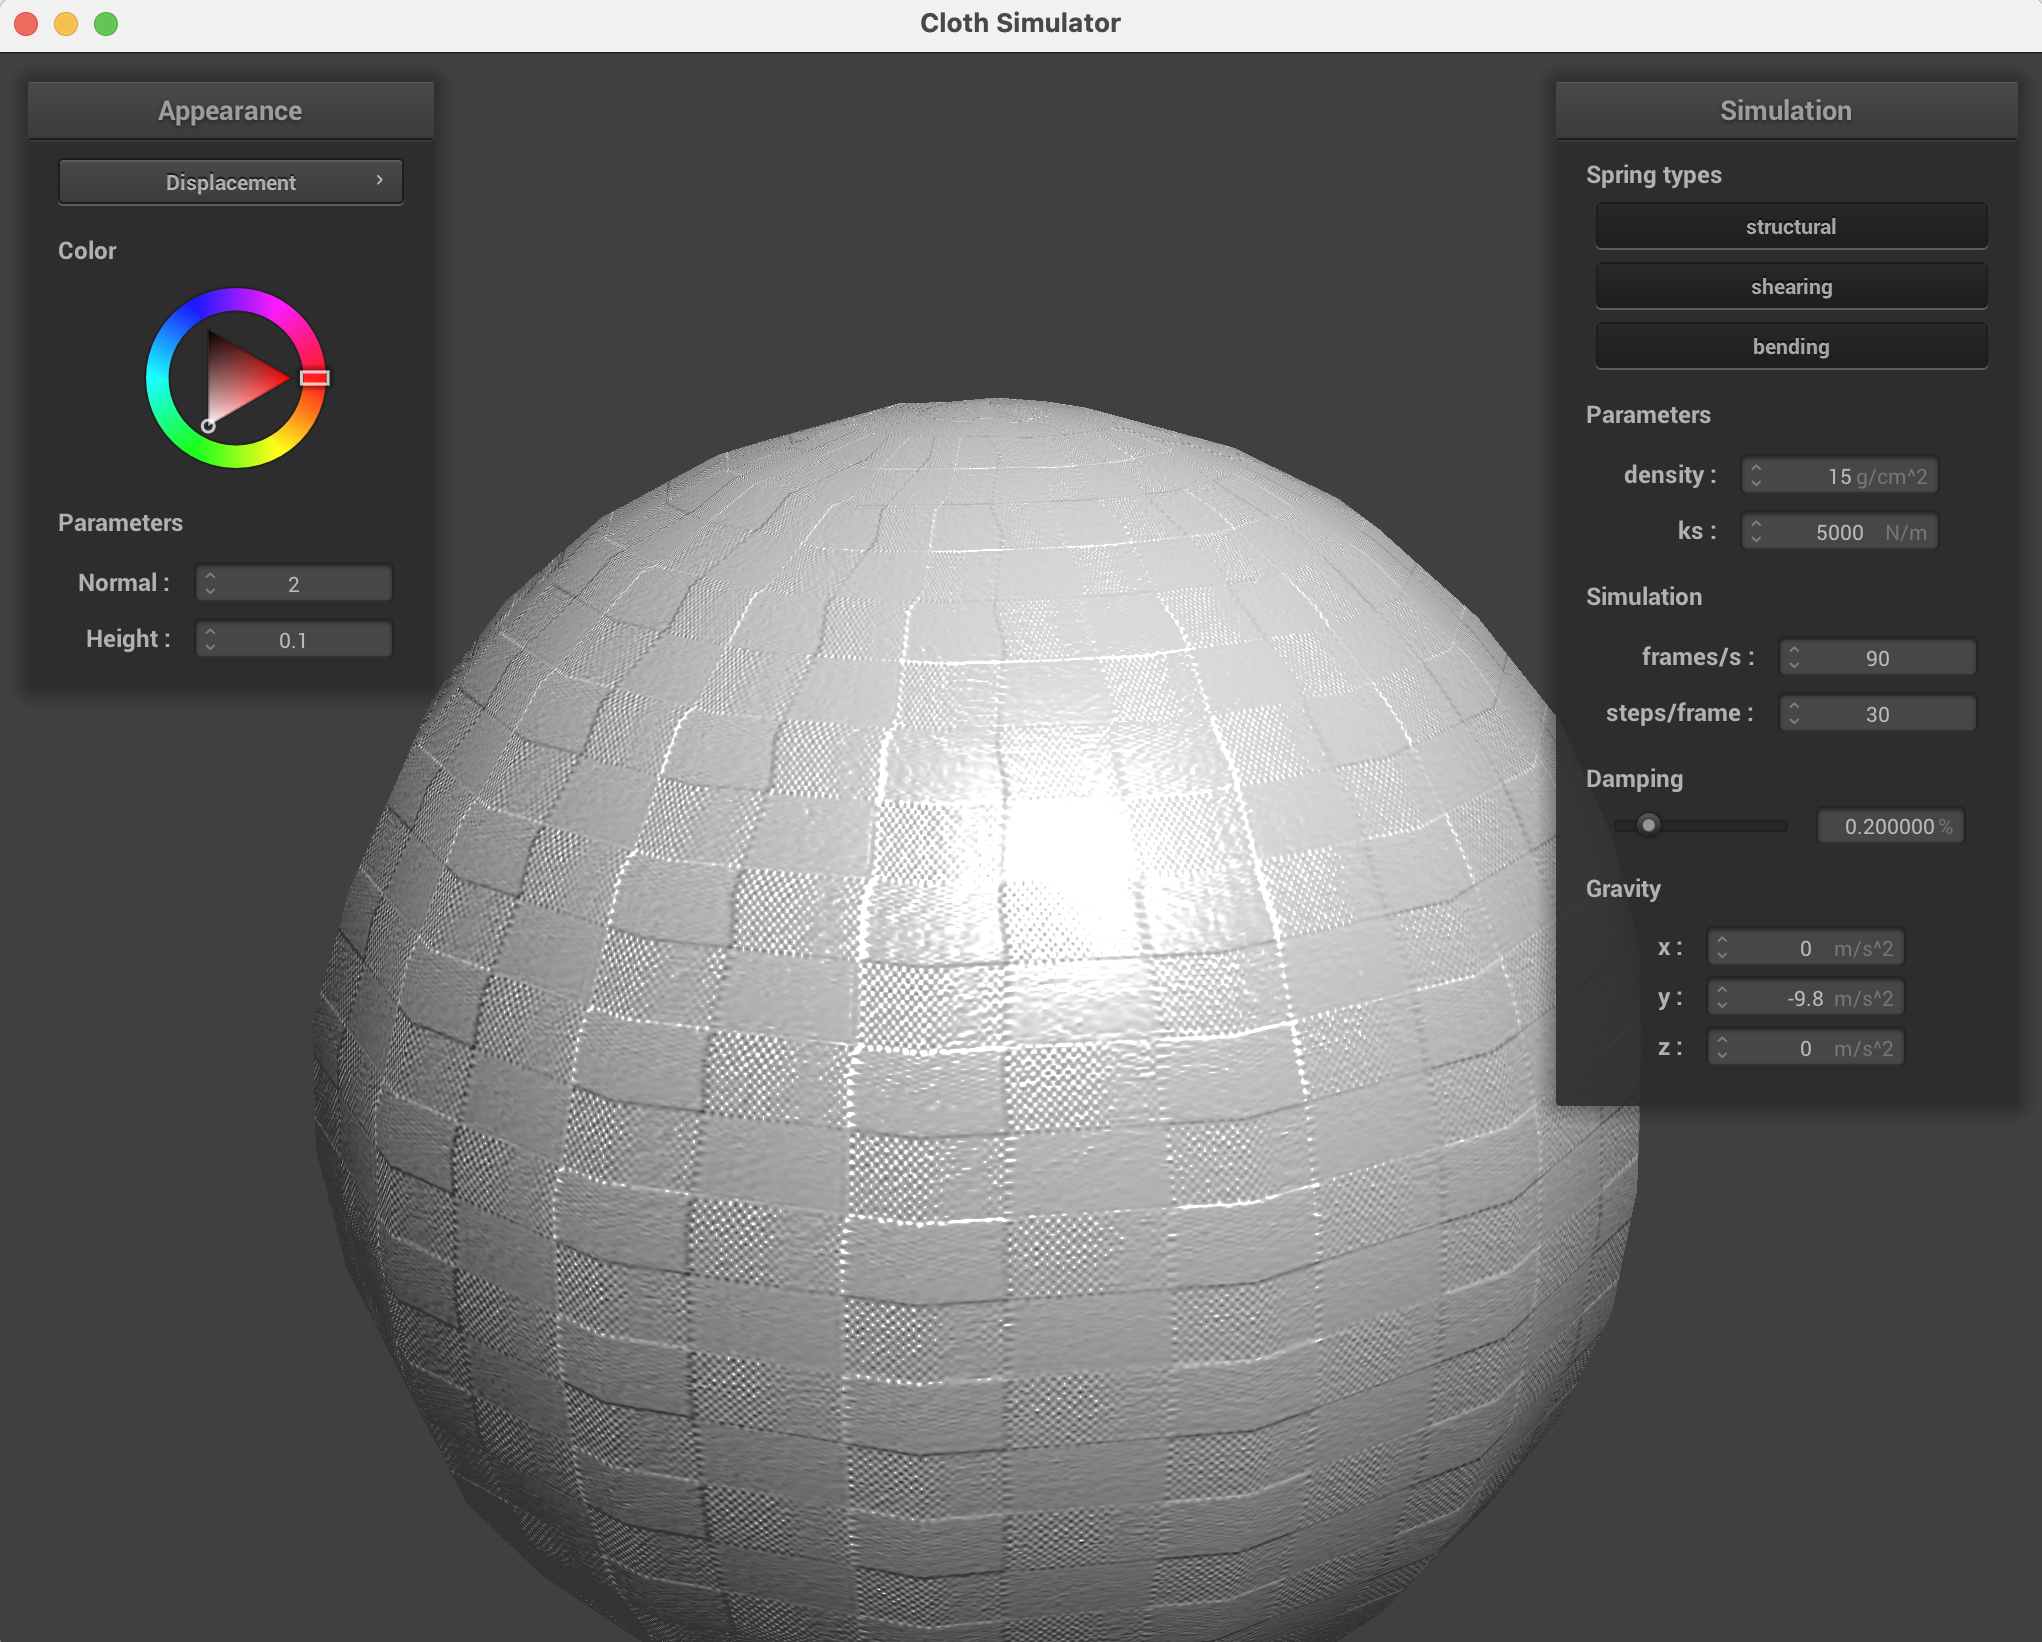 Cloth Simulator
Appearance
Displacement
Color
Parameters
Normal : 2
Height : 0.1
Simulation
Spring types
structural
shearing
bending
Parameters
density : 15 g/cm^2
ks : 5000 N/m
Simulation
frames/s : 90
steps/frame : 30
Damping
0.200000 %
Gravity
x : 0 m/s^2
y : -9.8 m/s^2
z : 0 m/s^2